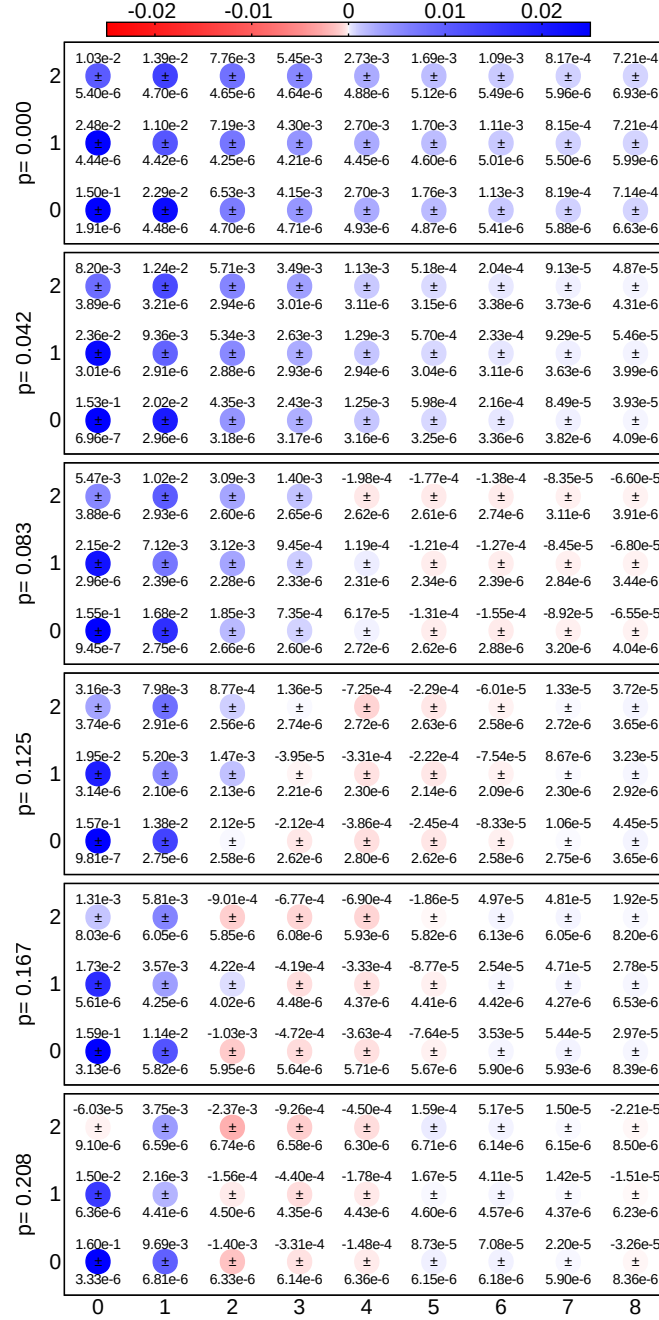 -0.02 -0.01 0 0.01 0.02
p= 0.000
1.03e-2 1.39e-2 7.76e-3 5.45e-3 2.73e-3 1.69e-3 1.09e-3 8.17e-4 7.21e-4
2 ± ± ± ± ± ± ± ± ±
5.40e-6 4.70e-6 4.65e-6 4.64e-6 4.88e-6 5.12e-6 5.49e-6 5.96e-6 6.93e-6
2.48e-2 1.10e-2 7.19e-3 4.30e-3 2.70e-3 1.70e-3 1.11e-3 8.15e-4 7.21e-4
1 ± ± ± ± ± ± ± ± ±
4.44e-6 4.42e-6 4.25e-6 4.21e-6 4.45e-6 4.60e-6 5.01e-6 5.50e-6 5.99e-6
1.50e-1 2.29e-2 6.53e-3 4.15e-3 2.70e-3 1.76e-3 1.13e-3 8.19e-4 7.14e-4
0 ± ± ± ± ± ± ± ± ±
1.91e-6 4.48e-6 4.70e-6 4.71e-6 4.93e-6 4.87e-6 5.41e-6 5.88e-6 6.63e-6
p= 0.042
8.20e-3 1.24e-2 5.71e-3 3.49e-3 1.13e-3 5.18e-4 2.04e-4 9.13e-5 4.87e-5
2 ± ± ± ± ± ± ± ± ±
3.89e-6 3.21e-6 2.94e-6 3.01e-6 3.11e-6 3.15e-6 3.38e-6 3.73e-6 4.31e-6
2.36e-2 9.36e-3 5.34e-3 2.63e-3 1.29e-3 5.70e-4 2.33e-4 9.29e-5 5.46e-5
1 ± ± ± ± ± ± ± ± ±
3.01e-6 2.91e-6 2.88e-6 2.93e-6 2.94e-6 3.04e-6 3.11e-6 3.63e-6 3.99e-6
1.53e-1 2.02e-2 4.35e-3 2.43e-3 1.25e-3 5.98e-4 2.16e-4 8.49e-5 3.93e-5
0 ± ± ± ± ± ± ± ± ±
6.96e-7 2.96e-6 3.18e-6 3.17e-6 3.16e-6 3.25e-6 3.36e-6 3.82e-6 4.09e-6
p= 0.083
5.47e-3 1.02e-2 3.09e-3 1.40e-3 -1.98e-4 -1.77e-4 -1.38e-4 -8.35e-5 -6.60e-5
2 ± ± ± ± ± ± ± ± ±
3.88e-6 2.93e-6 2.60e-6 2.65e-6 2.62e-6 2.61e-6 2.74e-6 3.11e-6 3.91e-6
2.15e-2 7.12e-3 3.12e-3 9.45e-4 1.19e-4 -1.21e-4 -1.27e-4 -8.45e-5 -6.80e-5
1 ± ± ± ± ± ± ± ± ±
2.96e-6 2.39e-6 2.28e-6 2.33e-6 2.31e-6 2.34e-6 2.39e-6 2.84e-6 3.44e-6
1.55e-1 1.68e-2 1.85e-3 7.35e-4 6.17e-5 -1.31e-4 -1.55e-4 -8.92e-5 -6.55e-5
0 ± ± ± ± ± ± ± ± ±
9.45e-7 2.75e-6 2.66e-6 2.60e-6 2.72e-6 2.62e-6 2.88e-6 3.20e-6 4.04e-6
p= 0.125
3.16e-3 7.98e-3 8.77e-4 1.36e-5 -7.25e-4 -2.29e-4 -6.01e-5 1.33e-5 3.72e-5
2 ± ± ± ± ± ± ± ± ±
3.74e-6 2.91e-6 2.56e-6 2.74e-6 2.72e-6 2.63e-6 2.58e-6 2.72e-6 3.65e-6
1.95e-2 5.20e-3 1.47e-3 -3.95e-5 -3.31e-4 -2.22e-4 -7.54e-5 8.67e-6 3.23e-5
1 ± ± ± ± ± ± ± ± ±
3.14e-6 2.10e-6 2.13e-6 2.21e-6 2.30e-6 2.14e-6 2.09e-6 2.30e-6 2.92e-6
1.57e-1 1.38e-2 2.12e-5 -2.12e-4 -3.86e-4 -2.45e-4 -8.33e-5 1.06e-5 4.45e-5
0 ± ± ± ± ± ± ± ± ±
9.81e-7 2.75e-6 2.58e-6 2.62e-6 2.80e-6 2.62e-6 2.58e-6 2.75e-6 3.65e-6
p= 0.167
1.31e-3 5.81e-3 -9.01e-4 -6.77e-4 -6.90e-4 -1.86e-5 4.97e-5 4.81e-5 1.92e-5
2 ± ± ± ± ± ± ± ± ±
8.03e-6 6.05e-6 5.85e-6 6.08e-6 5.93e-6 5.82e-6 6.13e-6 6.05e-6 8.20e-6
1.73e-2 3.57e-3 4.22e-4 -4.19e-4 -3.33e-4 -8.77e-5 2.54e-5 4.71e-5 2.78e-5
1 ± ± ± ± ± ± ± ± ±
5.61e-6 4.25e-6 4.02e-6 4.48e-6 4.37e-6 4.41e-6 4.42e-6 4.27e-6 6.53e-6
1.59e-1 1.14e-2 -1.03e-3 -4.72e-4 -3.63e-4 -7.64e-5 3.53e-5 5.44e-5 2.97e-5
0 ± ± ± ± ± ± ± ± ±
3.13e-6 5.82e-6 5.95e-6 5.64e-6 5.71e-6 5.67e-6 5.90e-6 5.93e-6 8.39e-6
p= 0.208
-6.03e-5 3.75e-3 -2.37e-3 -9.26e-4 -4.50e-4 1.59e-4 5.17e-5 1.50e-5 -2.21e-5
2 ± ± ± ± ± ± ± ± ±
9.10e-6 6.59e-6 6.74e-6 6.58e-6 6.30e-6 6.71e-6 6.14e-6 6.15e-6 8.50e-6
1.50e-2 2.16e-3 -1.56e-4 -4.40e-4 -1.78e-4 1.67e-5 4.11e-5 1.42e-5 -1.51e-5
1 ± ± ± ± ± ± ± ± ±
6.36e-6 4.41e-6 4.50e-6 4.35e-6 4.43e-6 4.60e-6 4.57e-6 4.37e-6 6.23e-6
1.60e-1 9.69e-3 -1.40e-3 -3.31e-4 -1.48e-4 8.73e-5 7.08e-5 2.20e-5 -3.26e-5
0 ± ± ± ± ± ± ± ± ±
3.33e-6 6.81e-6 6.33e-6 6.14e-6 6.36e-6 6.15e-6 6.18e-6 5.90e-6 8.36e-6
0 1 2 3 4 5 6 7 8